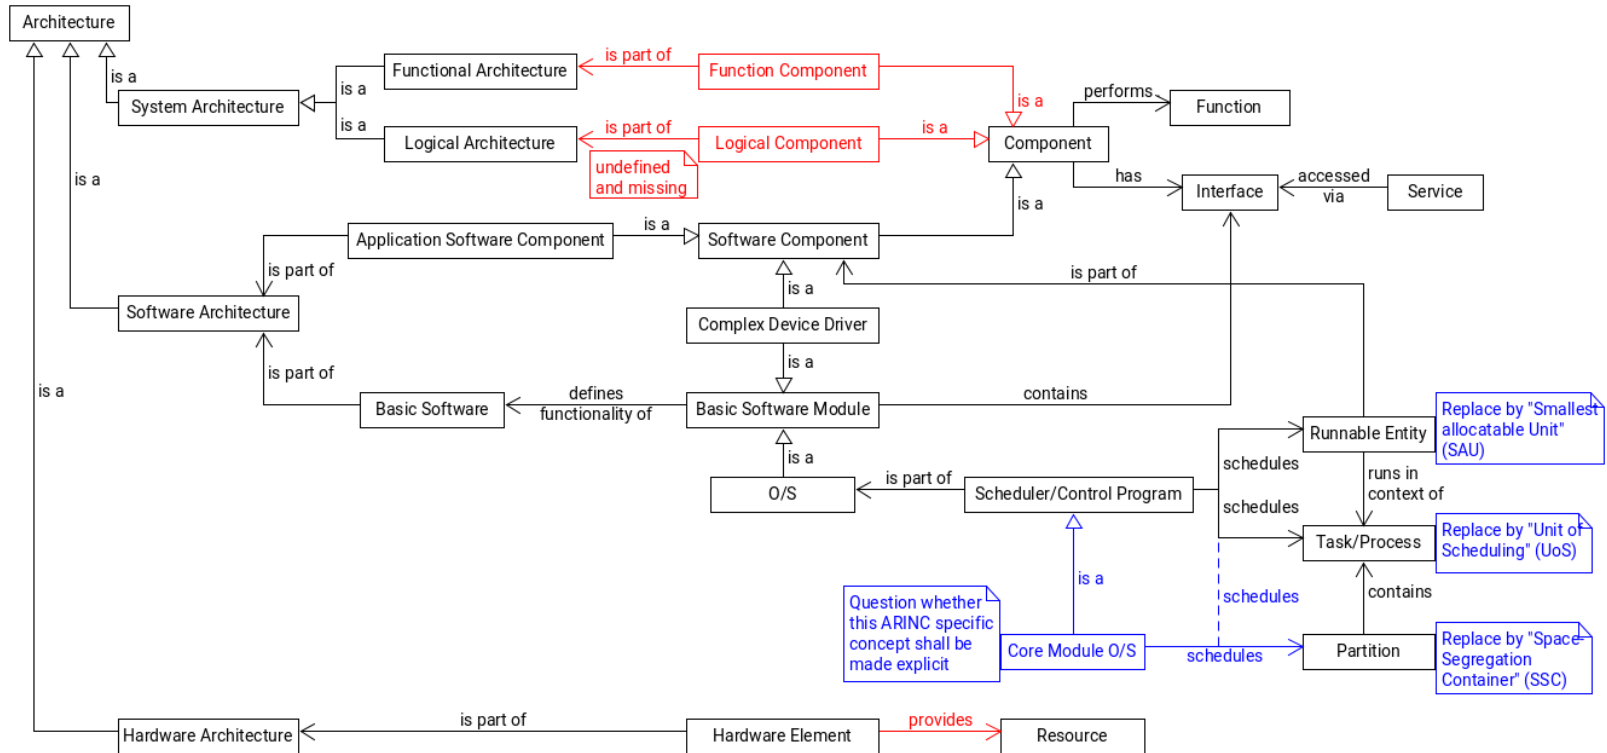 Architecture
is a
System Architecture
is a
is a
Functional Architecture
is part of
Function Component
is a
performs
Function
Logical Architecture
is part of
Logical Component
is a
Component
undefined
and missing
has
Interface
accessed
via
Service
is a
is a
Application Software Component
is a
Software Component
is part of
is part of
is a
Software Architecture
Complex Device Driver
is part of
is a
is a
Basic Software
defines
functionality of
Basic Software Module
contains
Runnable Entity
Replace by "Smallest
allocatable Unit"
(SAU)
is a
schedules
runs in
context of
O/S
is part of
Scheduler/Control Program
schedules
Task/Process
Replace by "Unit of
Scheduling" (UoS)
is a
schedules
contains
Question whether
this ARINC specific
concept shall be
made explicit
Core Module O/S
schedules
Partition
Replace by "Space-
Segregation
Container" (SSC)
Hardware Architecture
is part of
Hardware Element
provides
Resource